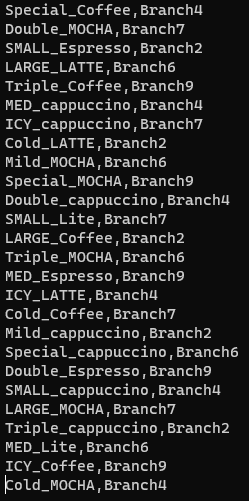 Special_Coffee,Branch4
Double_MOCHA,Branch7
SMALL_Espresso,Branch2
LARGE_LATTE,Branch6
Triple_Coffee,Branch9
MED_cappuccino,Branch4
ICY_cappuccino,Branch7
Cold_LATTE,Branch2
Mild_MOCHA,Branch6
Special_MOCHA,Branch9
Double_cappuccino,Branch4
SMALL_Lite,Branch7
LARGE_Coffee,Branch2
Triple_MOCHA,Branch6
MED_Espresso,Branch9
ICY_LATTE,Branch4
Cold_Coffee,Branch7
Mild_cappuccino,Branch2
Special_cappuccino,Branch6
Double_Espresso,Branch9
SMALL_cappuccino,Branch4
LARGE_MOCHA,Branch7
Triple_cappuccino,Branch2
MED_Lite,Branch6
ICY_Coffee,Branch9
Cold_MOCHA,Branch4